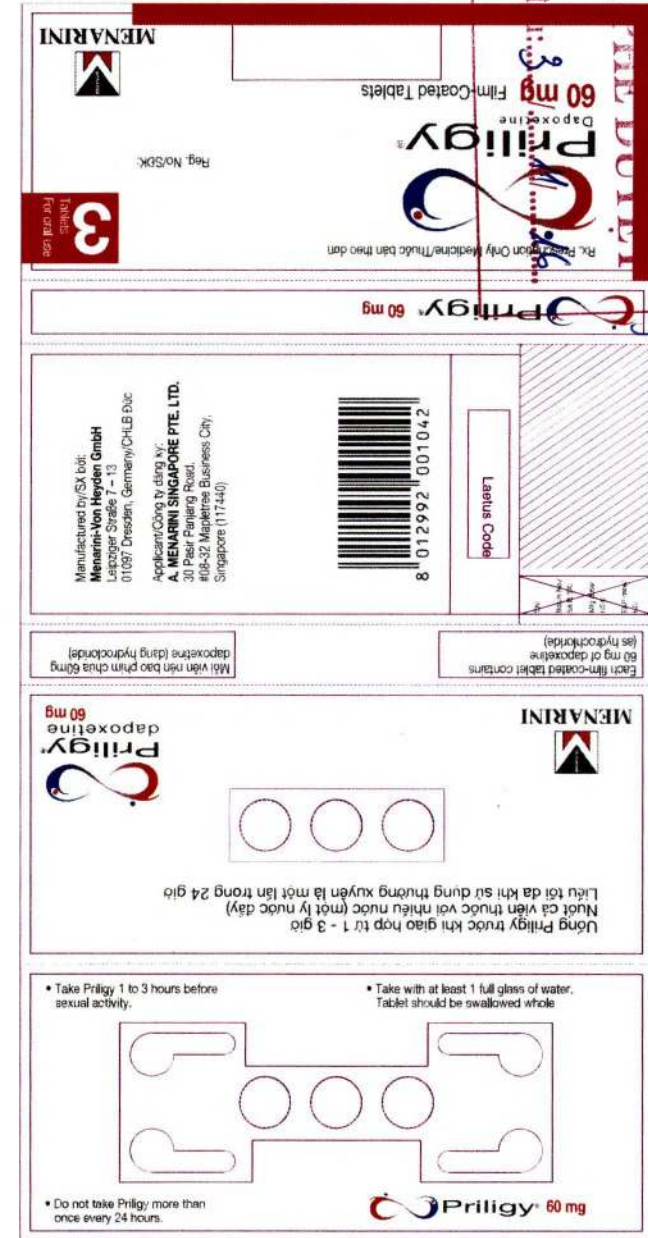 MENARINI
60 mg Film-Coated Tablets
Dapoxetine
Priligy
Reg. No/SĐK:
3
Tablets
For oral use
Rx. Prescription Only Medicine/Thuốc bán theo đơn
Priligy® 60 mg
Manufactured by/SX bởi:
Menarini-Von Heyden GmbH
Leipziger Straße 7 – 13
01097 Dresden, Germany/CHLB Đức
Applicant/Công ty đăng ký:
A. MENARINI SINGAPORE PTE. LTD.
30 Pasir Panjang Road,
#08-32 Mapletree Business City,
Singapore (117440)
8 012992 001042
Laetus Code
Mỗi viên nén bao phim chứa 60mg
dapoxetine (dạng hydrocloride)
Each film-coated tablet contains
60 mg of dapoxetine
(as hydrochloride)
Priligy®
dapoxetine
60 mg
MENARINI
Uống Priligy trước khi giao hợp từ 1 - 3 giờ
Nuốt cả viên thuốc với nhiều nước (một ly nước đầy)
Liều tối đa khi sử dụng thường xuyên là một lần trong 24 giờ
• Take Priligy 1 to 3 hours before
sexual activity.
• Take with at least 1 full glass of water.
Tablet should be swallowed whole
• Do not take Priligy more than
once every 24 hours.
Priligy® 60 mg